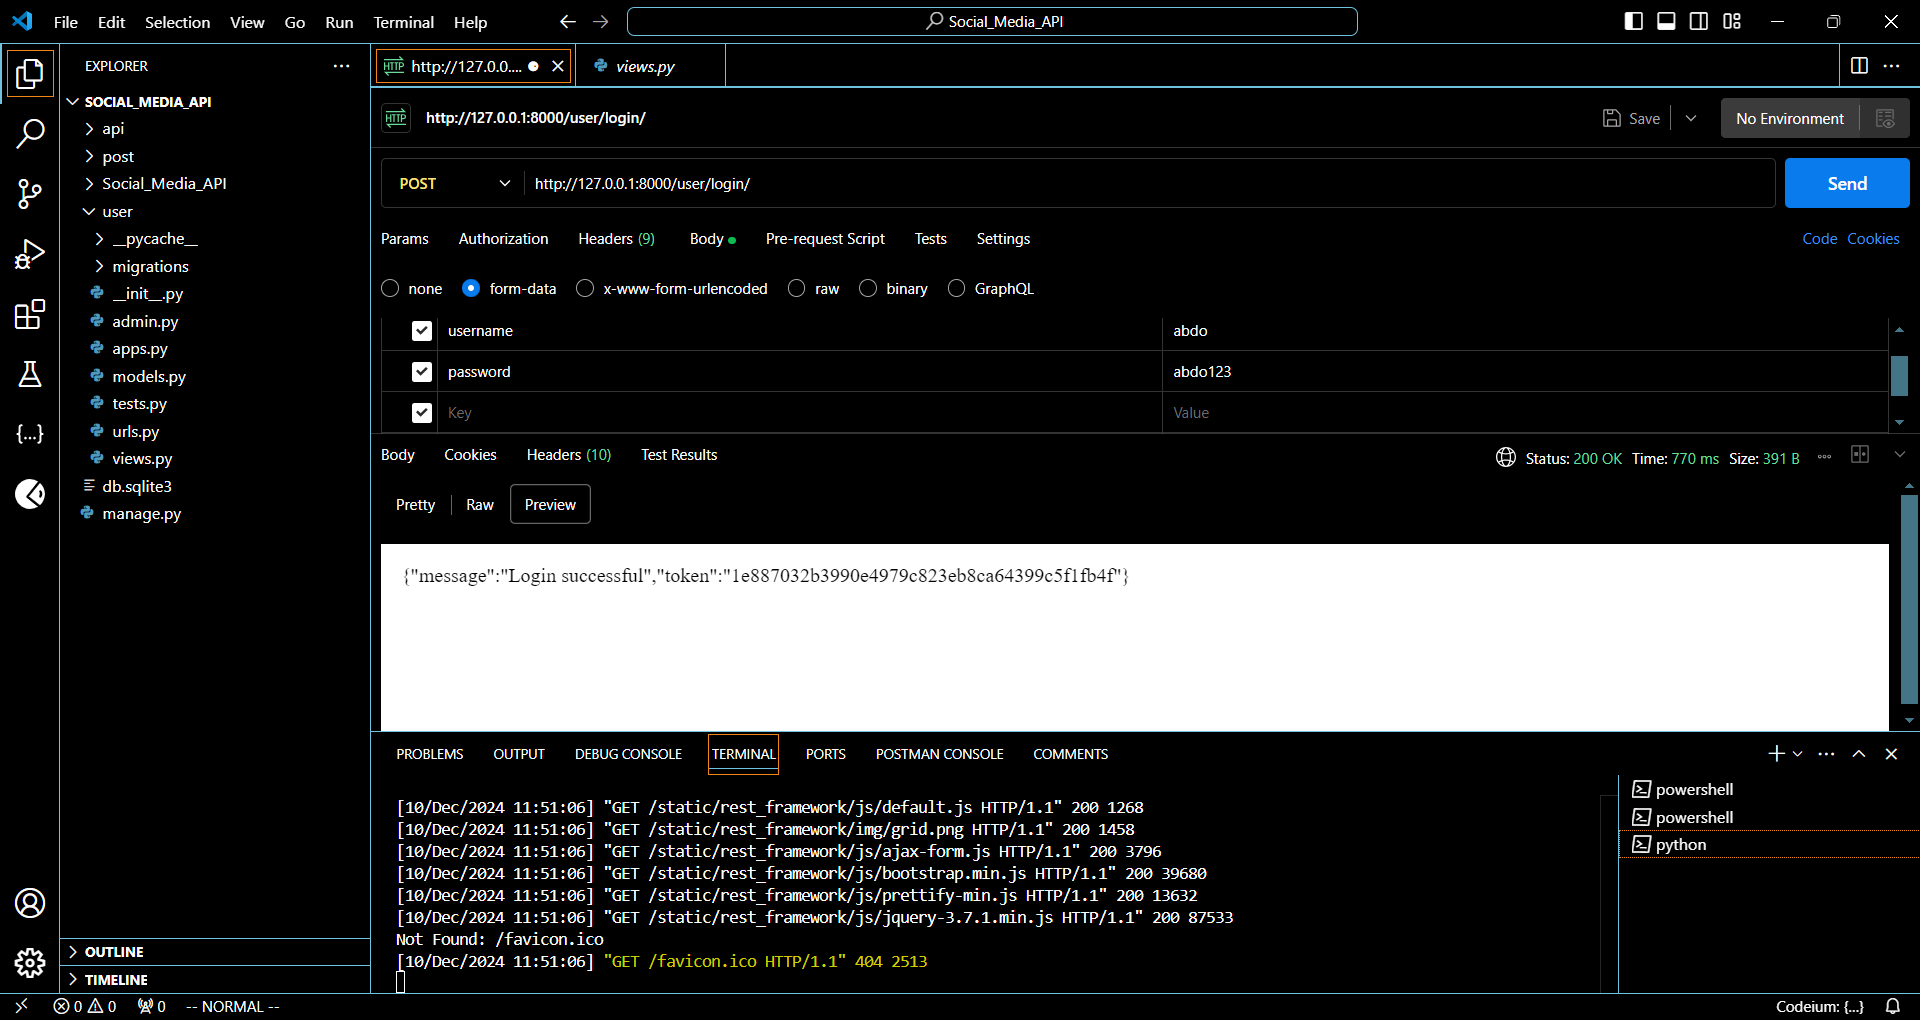 File Edit Selection View Go Run Terminal Help
Social_Media_API
EXPLORER
SOCIAL_MEDIA_API
api
post
Social_Media_API
user
__pycache__
migrations
__init__.py
admin.py
apps.py
models.py
tests.py
urls.py
views.py
db.sqlite3
manage.py
OUTLINE
TIMELINE
HTTP http://127.0.0.... views.py
HTTP http://127.0.0.1:8000/user/login/ Save No Environment
POST http://127.0.0.1:8000/user/login/ Send
Params Authorization Headers (9) Body Pre-request Script Tests Settings Code Cookies
none form-data x-www-form-urlencoded raw binary GraphQL
username abdo
password abdo123
Key Value
Body Cookies Headers (10) Test Results Status: 200 OK Time: 770 ms Size: 391 B
Pretty Raw Preview
{"message":"Login successful","token":"1e887032b3990e4979c823eb8ca64399c5f1fb4f"}
PROBLEMS OUTPUT DEBUG CONSOLE TERMINAL PORTS POSTMAN CONSOLE COMMENTS
[10/Dec/2024 11:51:06] "GET /static/rest_framework/js/default.js HTTP/1.1" 200 1268
[10/Dec/2024 11:51:06] "GET /static/rest_framework/img/grid.png HTTP/1.1" 200 1458
[10/Dec/2024 11:51:06] "GET /static/rest_framework/js/ajax-form.js HTTP/1.1" 200 3796
[10/Dec/2024 11:51:06] "GET /static/rest_framework/js/bootstrap.min.js HTTP/1.1" 200 39680
[10/Dec/2024 11:51:06] "GET /static/rest_framework/js/prettify-min.js HTTP/1.1" 200 13632
[10/Dec/2024 11:51:06] "GET /static/rest_framework/js/jquery-3.7.1.min.js HTTP/1.1" 200 87533
Not Found: /favicon.ico
[10/Dec/2024 11:51:06] "GET /favicon.ico HTTP/1.1" 404 2513
powershell
powershell
python
0 0 0 -- NORMAL -- Codeium: {...}